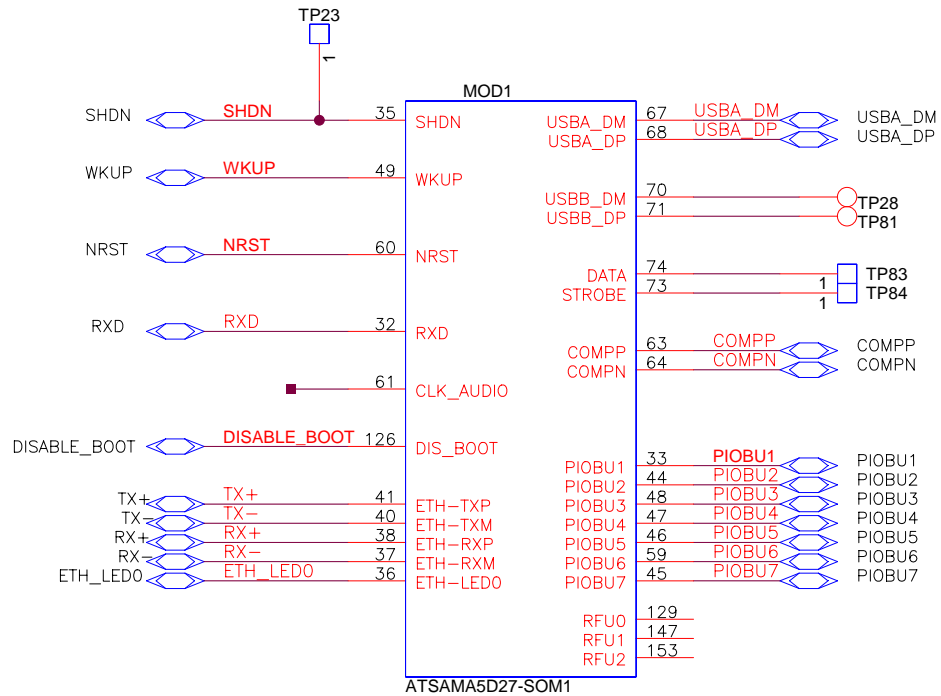 TP23
1
MOD1
SHDN SHDN 35 SHDN
USBA_DM 67 USBA_DM USBA_DM
USBA_DP 68 USBA_DP USBA_DP
WKUP WKUP 49 WKUP
USBB_DM 70 TP28
USBB_DP 71 TP81
NRST NRST 60 NRST
DATA 74 1 TP83
STROBE 73 1 TP84
RXD RXD 32 RXD
COMPP 63 COMPP COMPP
COMPN 64 COMPN COMPN
61 CLK_AUDIO
DISABLE_BOOT DISABLE_BOOT 126 DIS_BOOT
PIOBU1 33 PIOBU1 PIOBU1
PIOBU2 44 PIOBU2 PIOBU2
TX+ TX+ 41 ETH-TXP
PIOBU3 48 PIOBU3 PIOBU3
TX- TX- 40 ETH-TXM
PIOBU4 47 PIOBU4 PIOBU4
RX+ RX+ 38 ETH-RXP
PIOBU5 46 PIOBU5 PIOBU5
RX- RX- 37 ETH-RXM
PIOBU6 59 PIOBU6 PIOBU6
ETH_LED0 ETH_LED0 36 ETH-LED0
PIOBU7 45 PIOBU7 PIOBU7
RFU0 129
RFU1 147
RFU2 153
ATSAMA5D27-SOM1